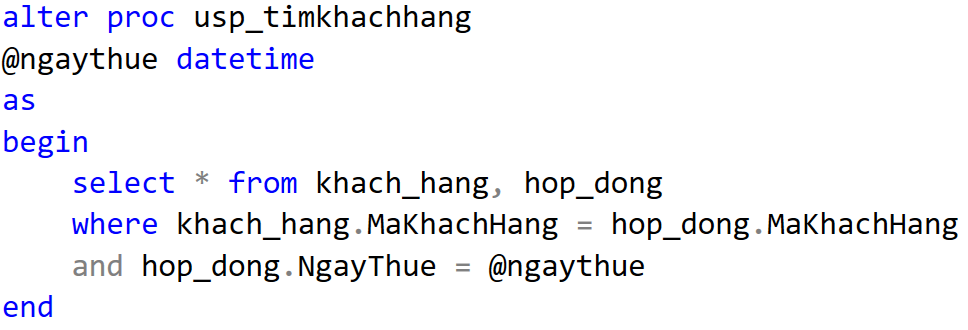 alter proc usp_timkhachhang
@ngaythue datetime
as
begin
    select * from khach_hang, hop_dong
    where khach_hang.MaKhachHang = hop_dong.MaKhachHang
    and hop_dong.NgayThue = @ngaythue
end